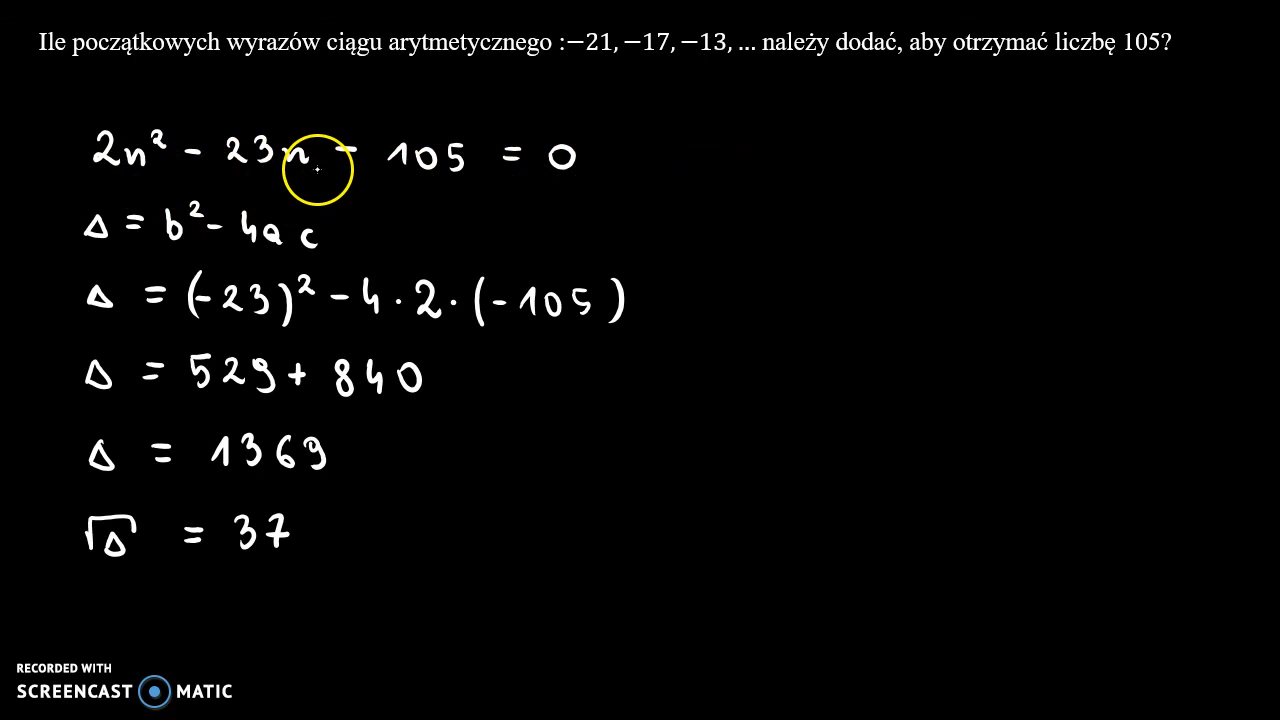 Ile początkowych wyrazów ciągu arytmetycznego :−21, −17, −13, ... należy dodać, aby otrzymać liczbę 105?
2n² - 23n - 105 = 0
Δ = b² - 4ac
Δ = (-23)² - 4 · 2 · (-105)
Δ = 529 + 840
Δ = 1369
√Δ = 37
RECORDED WITH
SCREENCAST MATIC